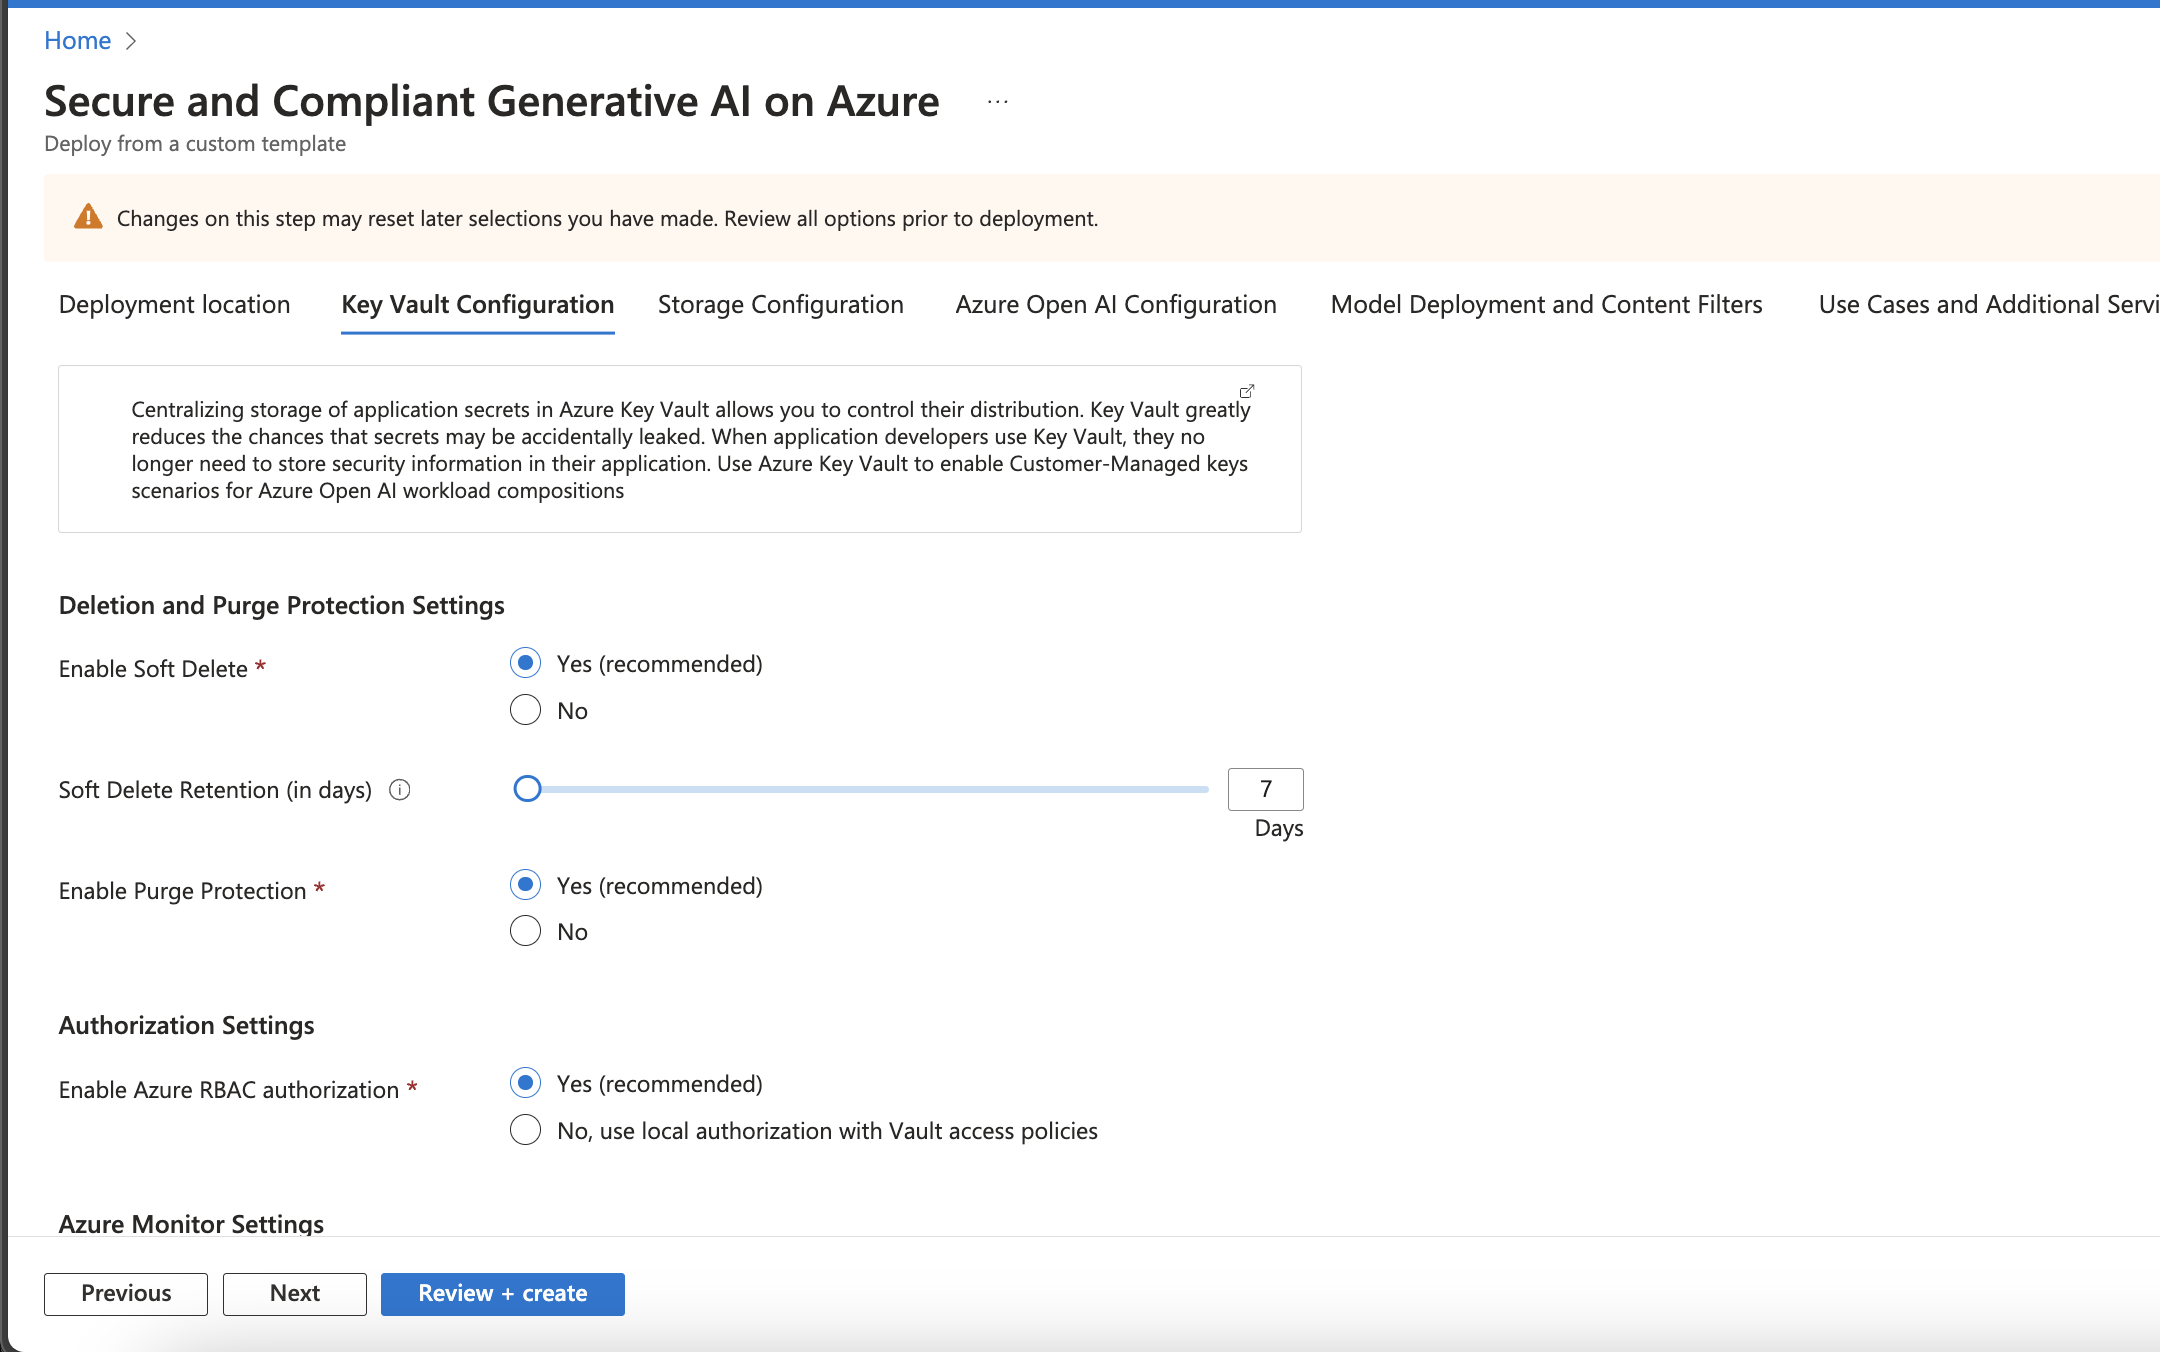 Home
Secure and Compliant Generative AI on Azure ...
Deploy from a custom template
Changes on this step may reset later selections you have made. Review all options prior to deployment.
Deployment location Key Vault Configuration Storage Configuration Azure Open AI Configuration Model Deployment and Content Filters Use Cases and Additional Servi
Centralizing storage of application secrets in Azure Key Vault allows you to control their distribution. Key Vault greatly
reduces the chances that secrets may be accidentally leaked. When application developers use Key Vault, they no
longer need to store security information in their application. Use Azure Key Vault to enable Customer-Managed keys
scenarios for Azure Open AI workload compositions
Deletion and Purge Protection Settings
Enable Soft Delete *
Yes (recommended)
No
Soft Delete Retention (in days)
7
Days
Enable Purge Protection *
Yes (recommended)
No
Authorization Settings
Enable Azure RBAC authorization *
Yes (recommended)
No, use local authorization with Vault access policies
Azure Monitor Settings
Previous Next Review + create